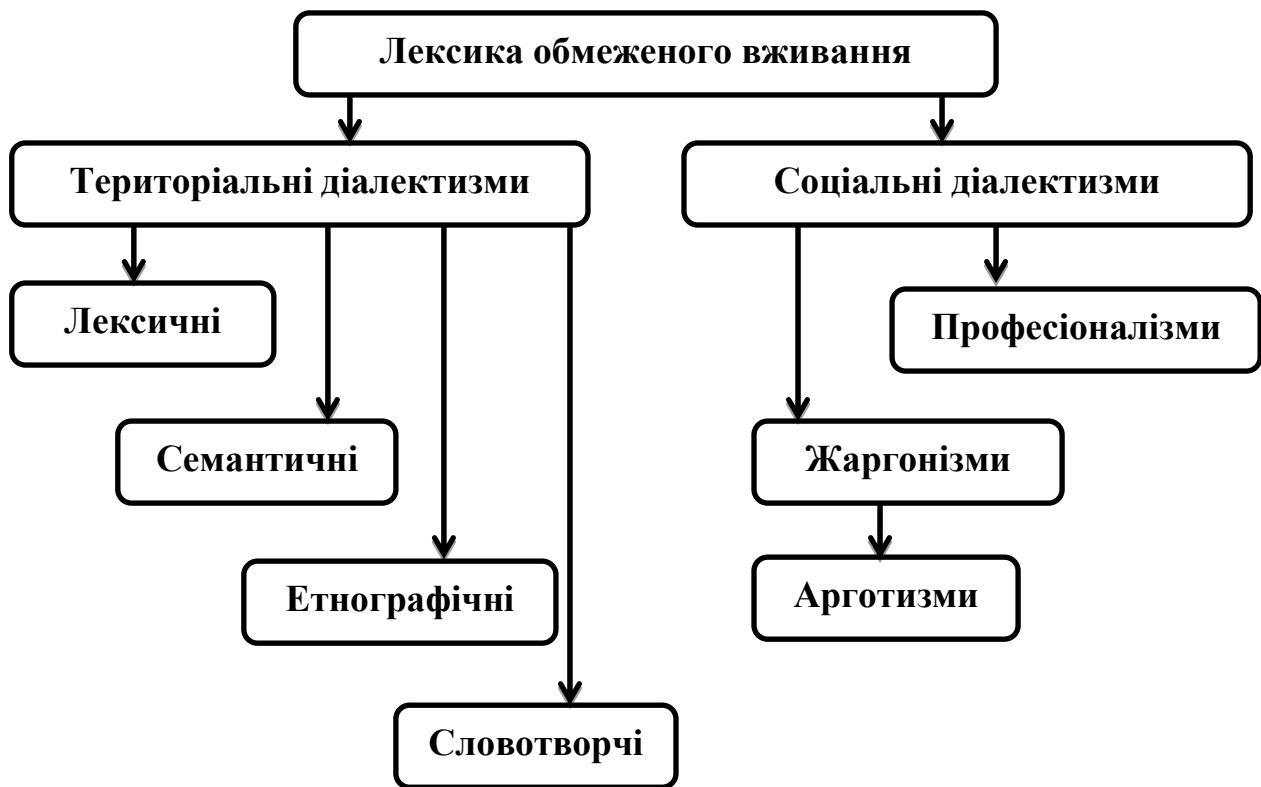 Лексика обмеженого вживання
Територіальні діалектизми
Соціальні діалектизми
Лексичні
Професіоналізми
Семантичні
Жаргонізми
Етнографічні
Арготизми
Словотворчі